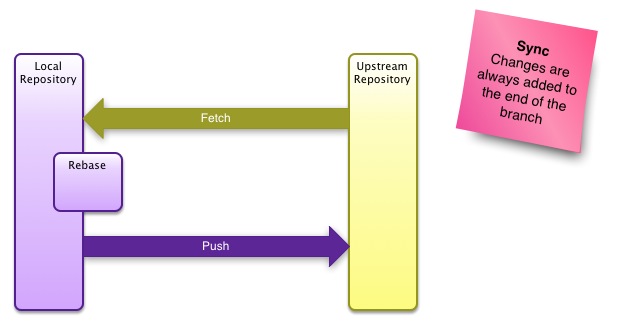 Local
Repository
Upstream
Repository
Fetch
Rebase
Push
Sync
Changes are
always added to
the end of the
branch